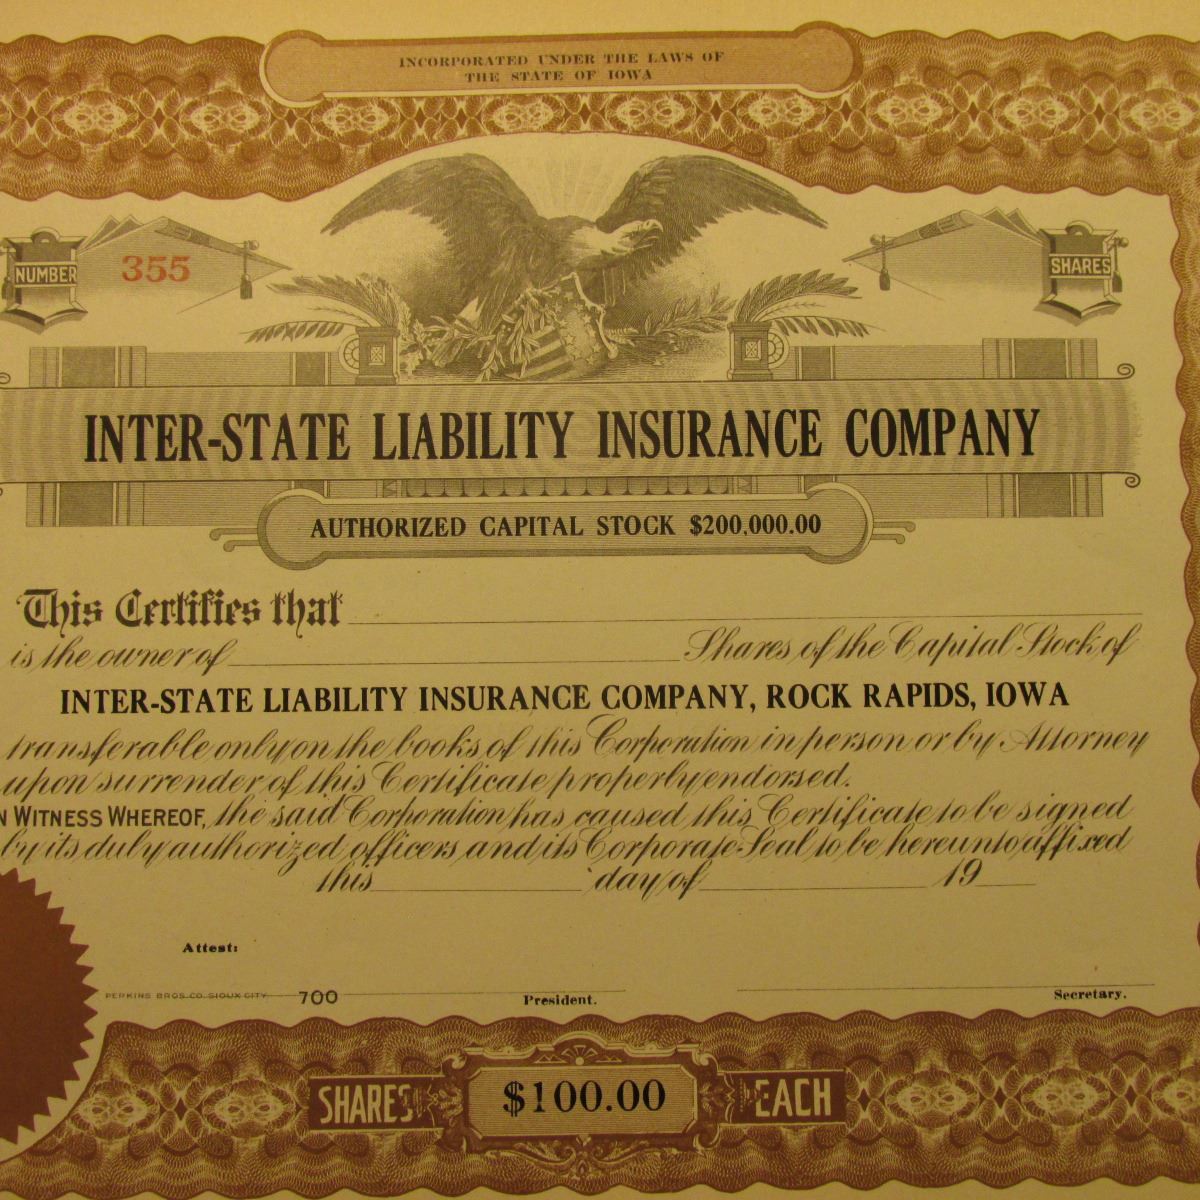 INCORPORATED UNDER THE LAWS OF
THE STATE OF IOWA
NUMBER
355
SHARES
INTER-STATE LIABILITY INSURANCE COMPANY
AUTHORIZED CAPITAL STOCK $200,000.00
This Certifies that
is the owner of Shares of the Capital Stock of
INTER-STATE LIABILITY INSURANCE COMPANY, ROCK RAPIDS, IOWA
transferable only on the books of this Corporation in person or by Attorney
upon surrender of this Certificate properly endorsed.
N WITNESS WHEREOF, the said Corporation has caused this Certificate to be signed
by its duly authorized officers and its Corporate Seal to be hereunto affixed
this day of 19
Attest:
PERKINS BROS. CO. SIOUX CITY 700
President.
Secretary.
SHARES $100.00 EACH